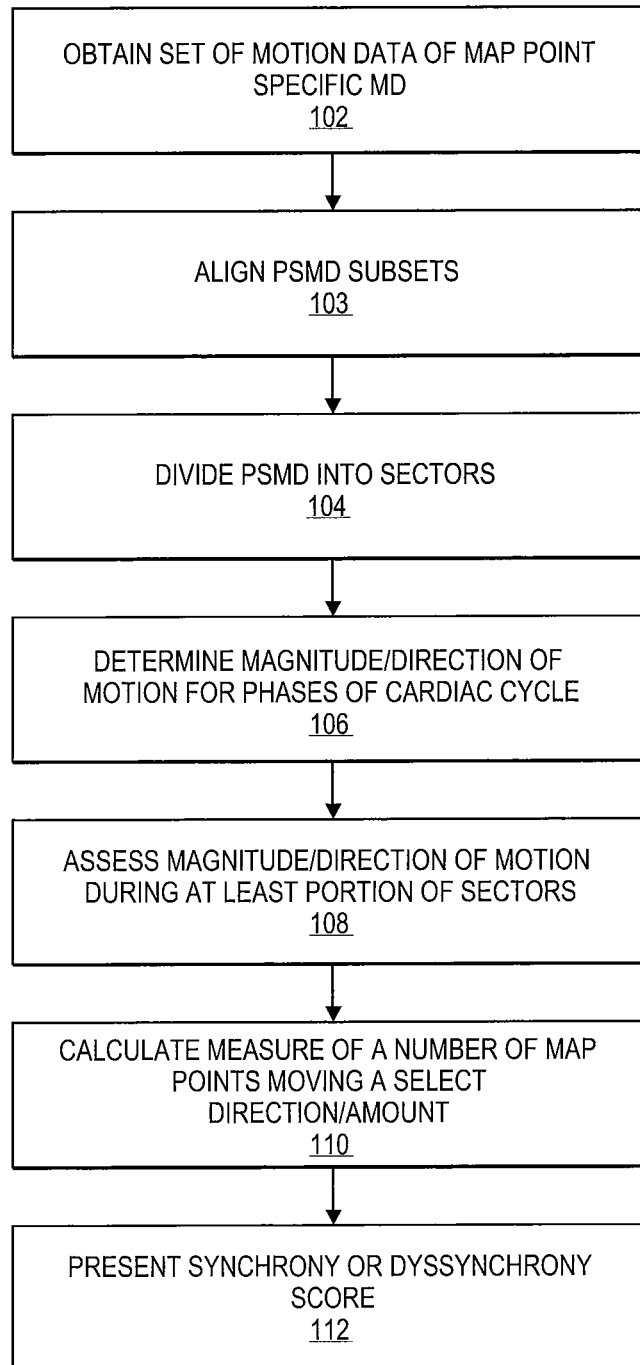 OBTAIN SET OF MOTION DATA OF MAP POINT
SPECIFIC MD
102
ALIGN PSMD SUBSETS
103
DIVIDE PSMD INTO SECTORS
104
DETERMINE MAGNITUDE/DIRECTION OF
MOTION FOR PHASES OF CARDIAC CYCLE
106
ASSESS MAGNITUDE/DIRECTION OF MOTION
DURING AT LEAST PORTION OF SECTORS
108
CALCULATE MEASURE OF A NUMBER OF MAP
POINTS MOVING A SELECT
DIRECTION/AMOUNT
110
PRESENT SYNCHRONY OR DYSSYNCHRONY
SCORE
112